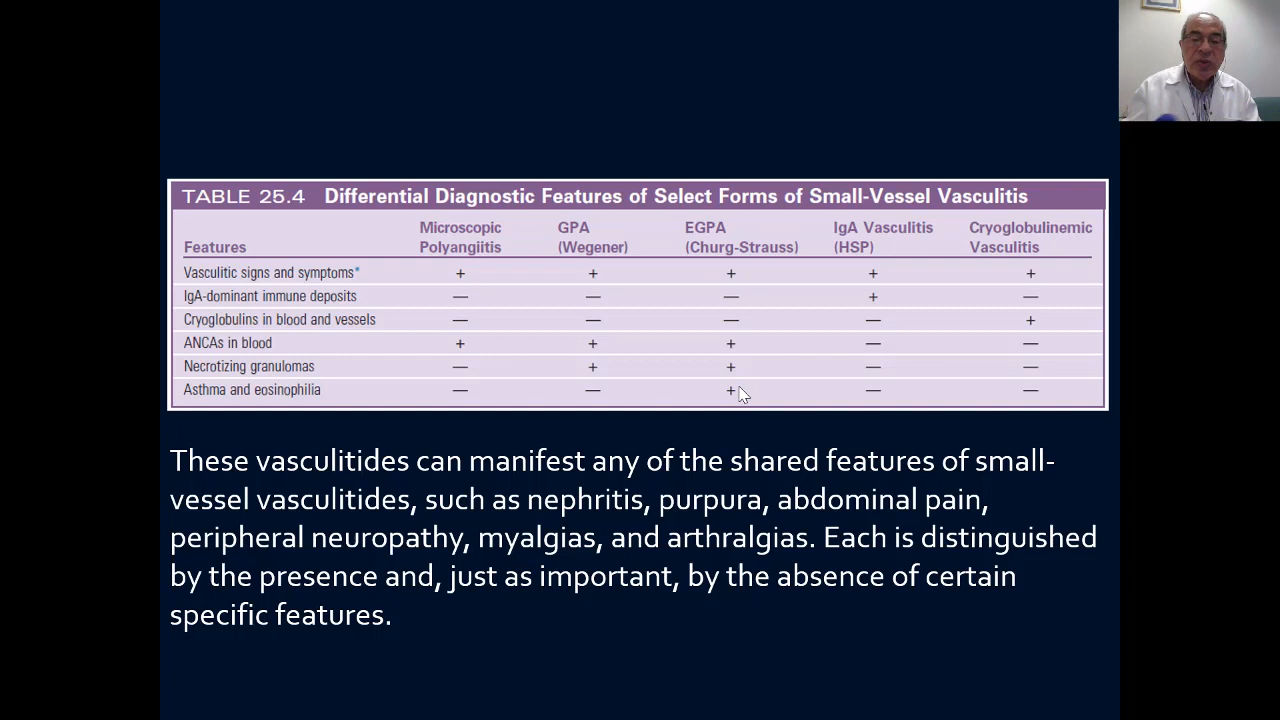 TABLE 25.4 Differential Diagnostic Features of Select Forms of Small-Vessel Vasculitis
Features Microscopic Polyangiitis GPA (Wegener) EGPA (Churg-Strauss) IgA Vasculitis (HSP) Cryoglobulinemic Vasculitis
Vasculitic signs and symptoms* + + + + +
IgA-dominant immune deposits — — — + —
Cryoglobulins in blood and vessels — — — — +
ANCAs in blood + + + — —
Necrotizing granulomas — + + — —
Asthma and eosinophilia — — + — —
These vasculitides can manifest any of the shared features of small-
vessel vasculitides, such as nephritis, purpura, abdominal pain,
peripheral neuropathy, myalgias, and arthralgias. Each is distinguished
by the presence and, just as important, by the absence of certain
specific features.